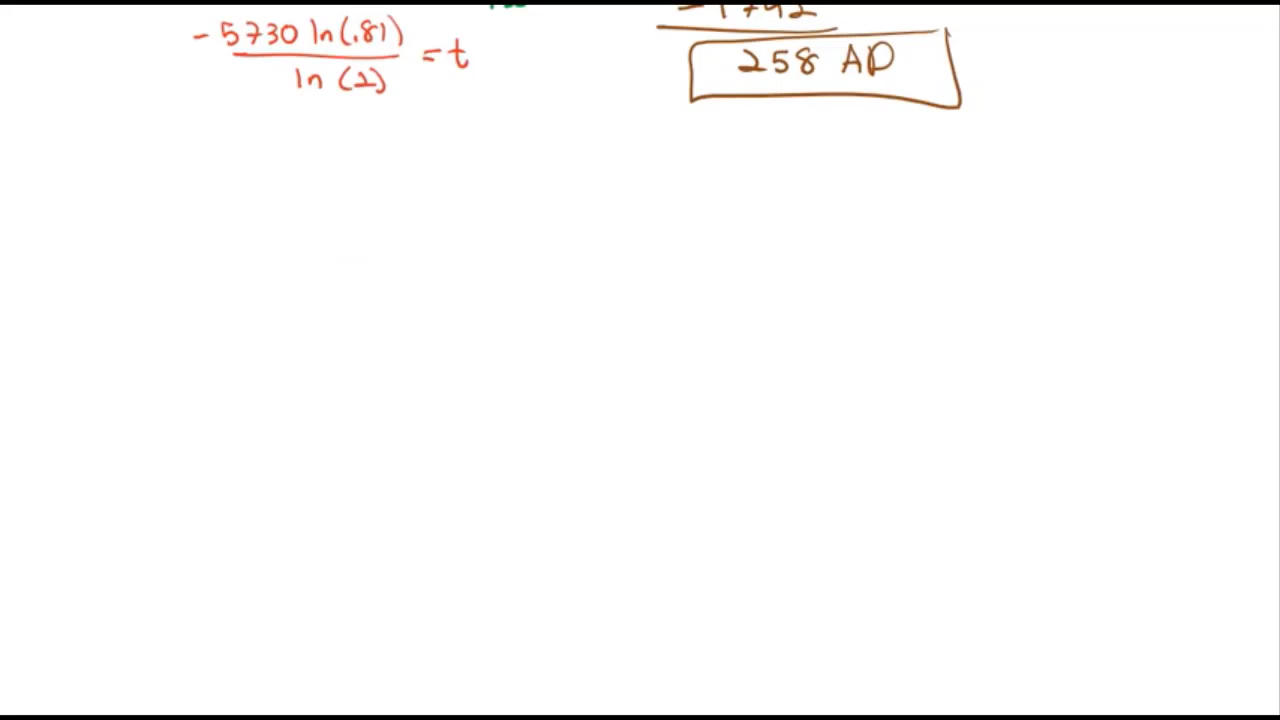 - 5730 ln(.81)
ln (2)
= t
258 AD